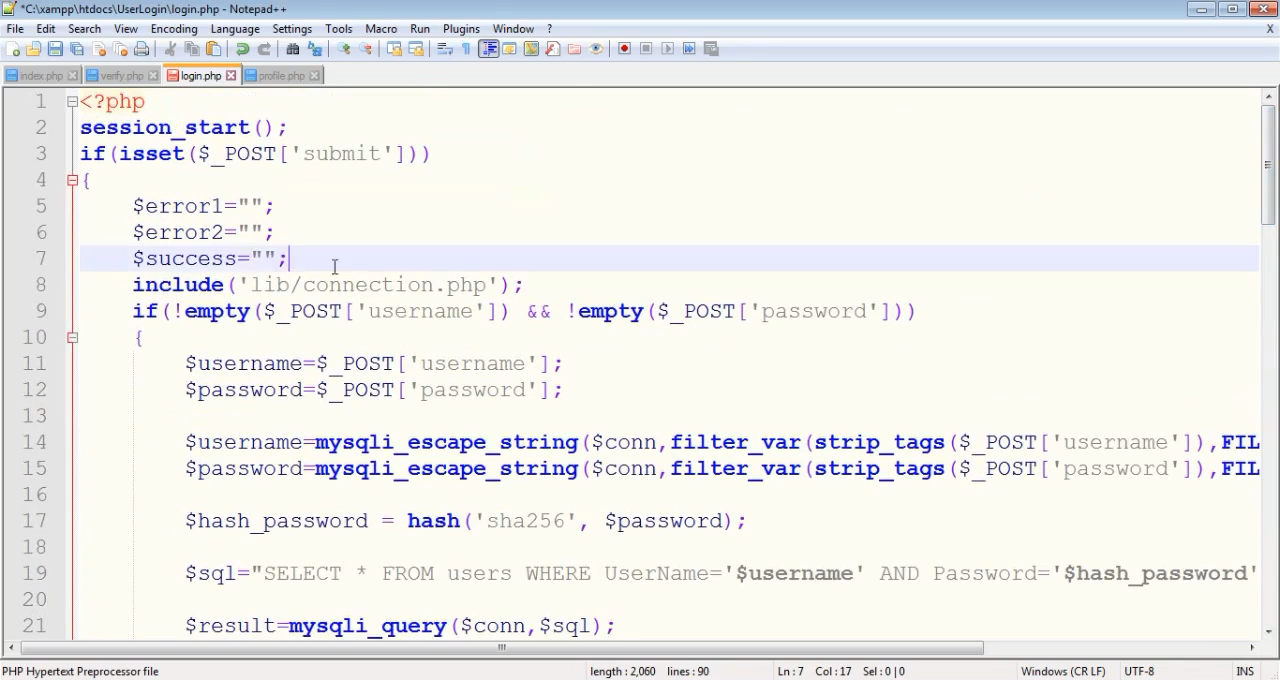 *C:\xampp\htdocs\UserLogin\login.php - Notepad++
File Edit Search View Encoding Language Settings Tools Macro Run Plugins Window ? X
index.php verify.php login.php profile.php
1 <?php
2 session_start();
3 if(isset($_POST['submit']))
4 {
5 $error1="";
6 $error2="";
7 $success="";
8 include('lib/connection.php');
9 if(!empty($_POST['username']) && !empty($_POST['password']))
10 {
11 $username=$_POST['username'];
12 $password=$_POST['password'];
13
14 $username=mysqli_escape_string($conn,filter_var(strip_tags($_POST['username']),FIL
15 $password=mysqli_escape_string($conn,filter_var(strip_tags($_POST['password']),FIL
16
17 $hash_password = hash('sha256', $password);
18
19 $sql="SELECT * FROM users WHERE UserName='$username' AND Password='$hash_password'
20
21 $result=mysqli_query($conn,$sql);
PHP Hypertext Preprocessor file length : 2,060 lines : 90 Ln : 7 Col : 17 Sel : 0 | 0 Windows (CR LF) UTF-8 INS